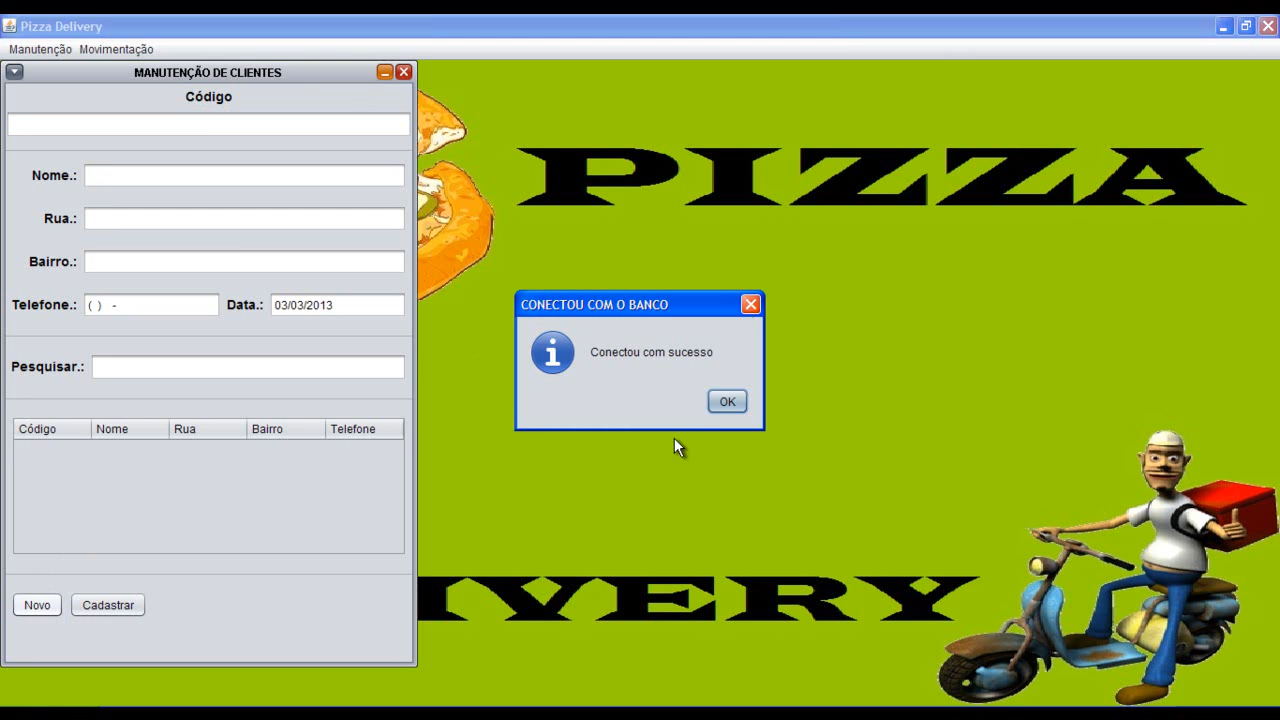 Pizza Delivery
Manutenção Movimentação
MANUTENÇÃO DE CLIENTES
Código
Nome.:
Rua.:
Bairro.:
Telefone.: ( ) - Data.: 03/03/2013
Pesquisar.:
Código Nome Rua Bairro Telefone
Novo Cadastrar
PIZZA
CONECTOU COM O BANCO
Conectou com sucesso
OK
IVERY